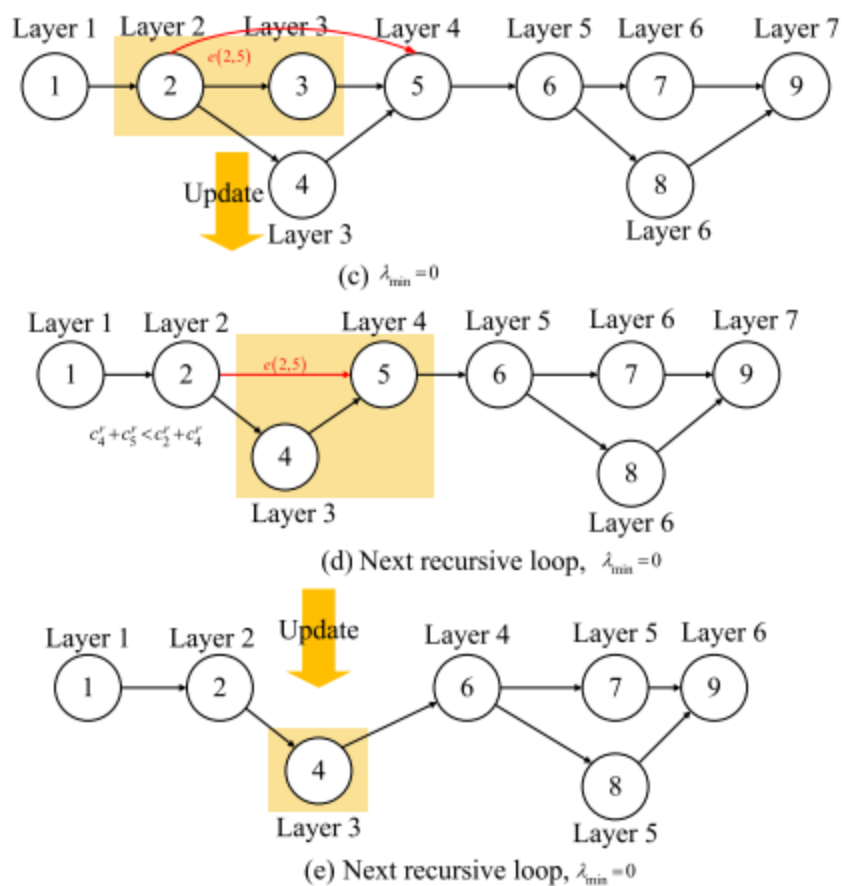 Layer 1 Layer 2 Layer 3 Layer 4 Layer 5 Layer 6 Layer 7
e(2,5)
1 2 3 5 6 7 9
4 8
Update
Layer 3 Layer 6
(c) λmin=0
Layer 1 Layer 2 Layer 4 Layer 5 Layer 6 Layer 7
e(2,5)
1 2 5 6 7 9
c₄ʳ+c₅ʳ<c₂ʳ+c₄ʳ
4 8
Layer 3 Layer 6
(d) Next recursive loop, λmin=0
Update
Layer 1 Layer 2 Layer 4 Layer 5 Layer 6
1 2 6 7 9
4 8
Layer 3 Layer 5
(e) Next recursive loop, λmin=0